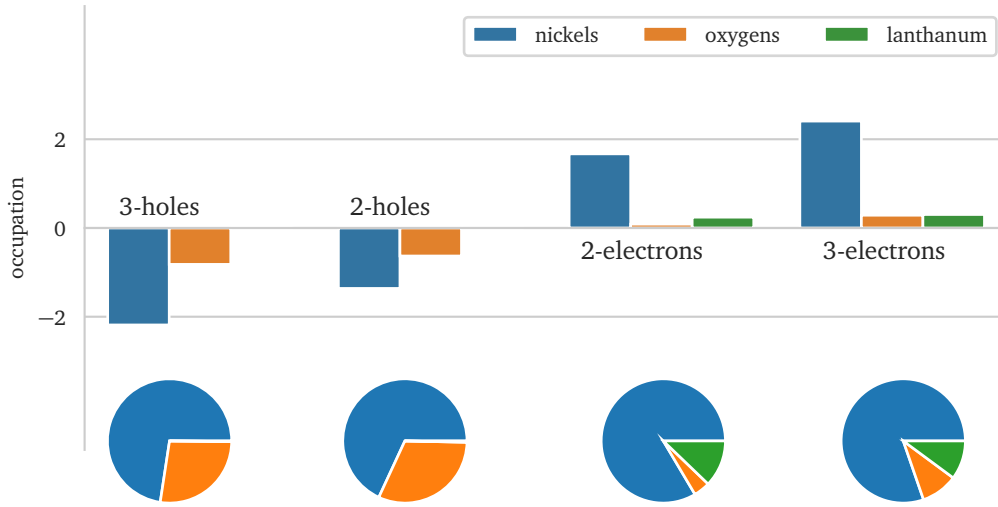 nickels oxygens lanthanum
2
3-holes 2-holes
0
2-electrons 3-electrons
−2
occupation